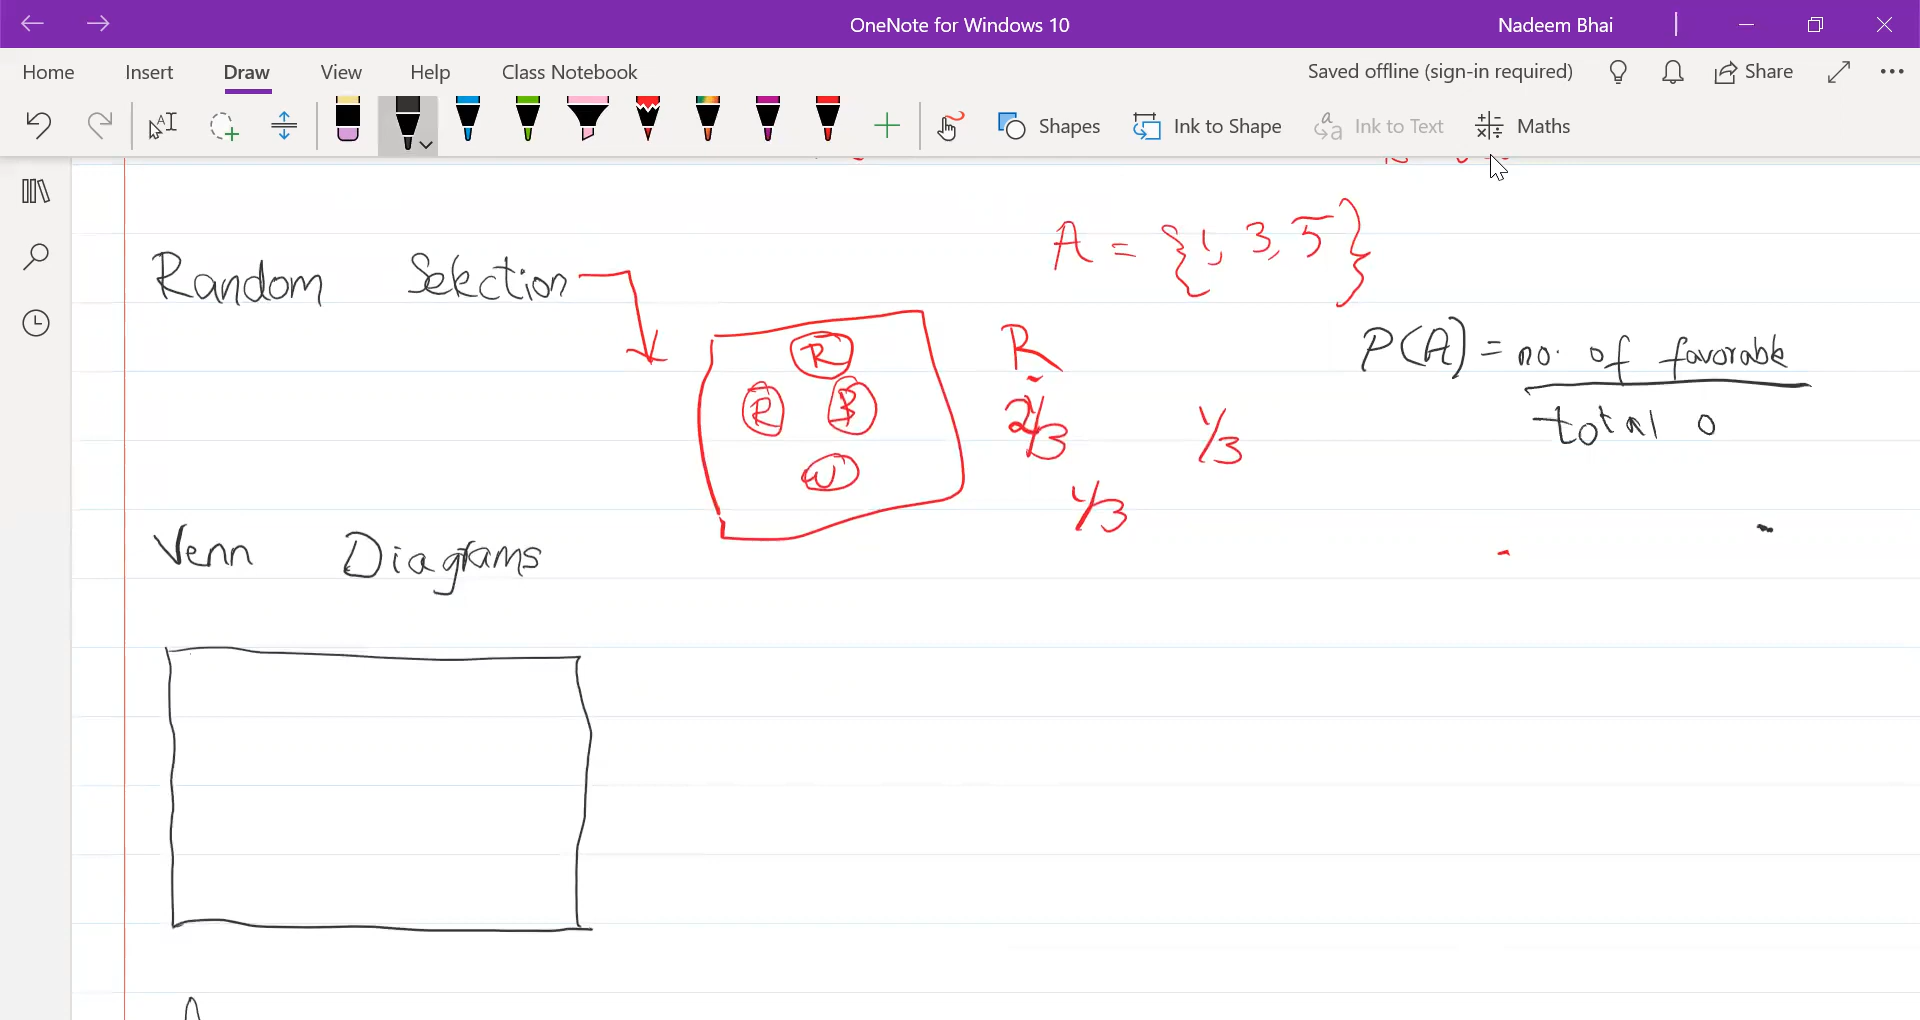 OneNote for Windows 10
Nadeem Bhai
Home Insert Draw View Help Class Notebook
Saved offline (sign-in required) Share
Shapes Ink to Shape Ink to Text Maths
A = {1, 3, 5}
Random Selection
R
R B
W
R
2/3 1/3
1/3
P(A) = no. of favorable
total o
Venn Diagrams